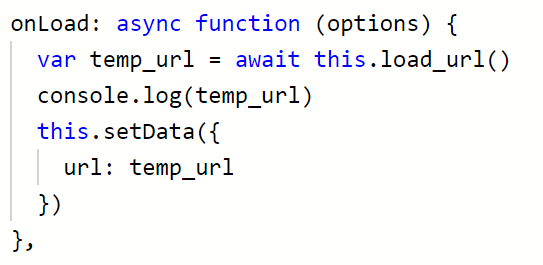 onLoad: async function (options) {
  var temp_url = await this.load_url()
  console.log(temp_url)
  this.setData({
    url: temp_url
  })
},